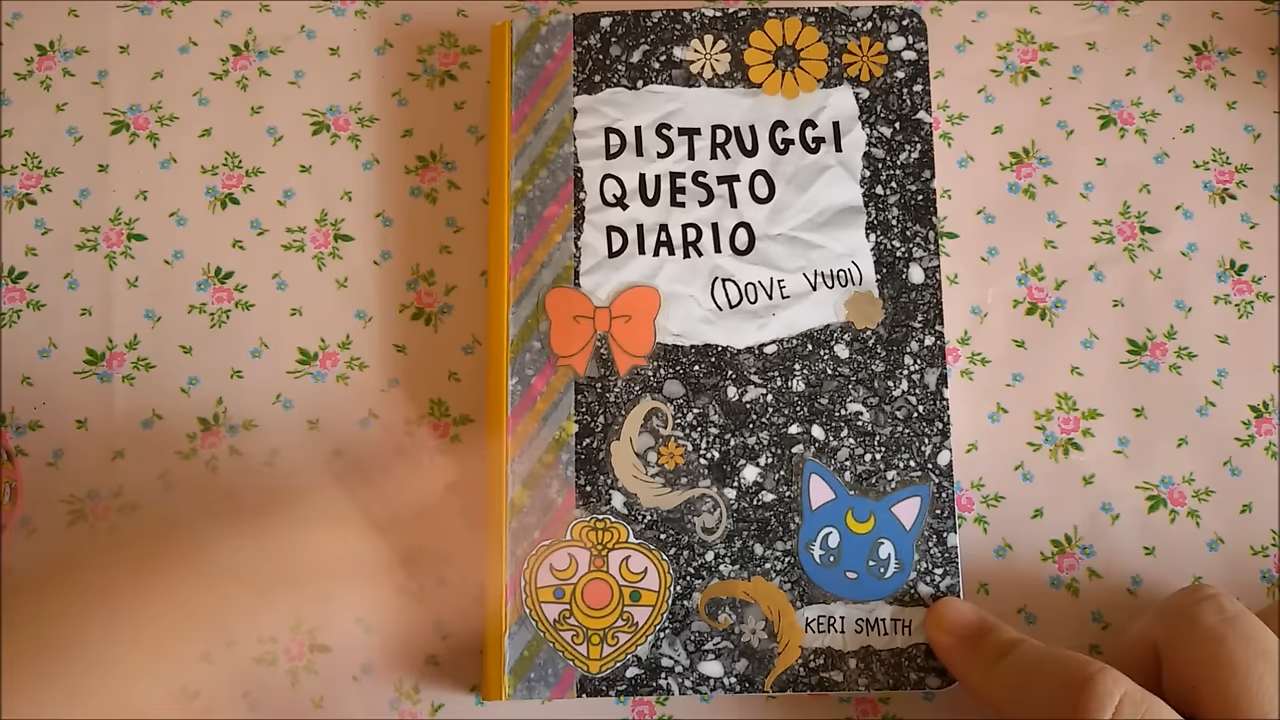 DISTRUGGI
QUESTO
DIARIO
(DOVE VUOI)
KERI SMITH